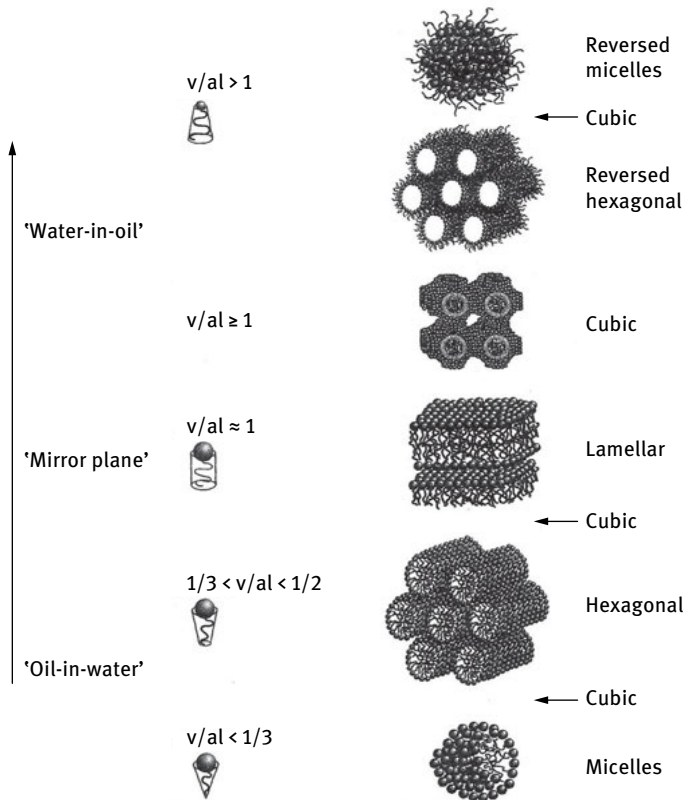 Reversed
micelles
v/al > 1
Cubic
Reversed
hexagonal
‘Water-in-oil’
v/al ≥ 1
Cubic
v/al ≈ 1
Lamellar
‘Mirror plane’
Cubic
1/3 < v/al < 1/2
Hexagonal
‘Oil-in-water’
Cubic
v/al < 1/3
Micelles